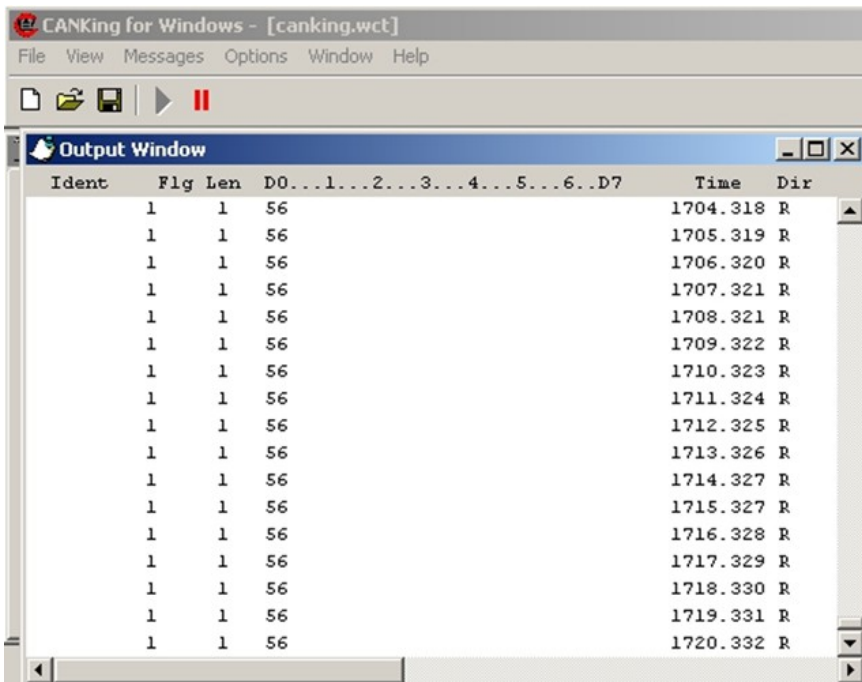 CANKing for Windows - [canking.wct]
File View Messages Options Window Help
Output Window
Ident Flg Len D0...1...2...3...4...5...6..D7 Time Dir
1 1 56 1704.318 R
1 1 56 1705.319 R
1 1 56 1706.320 R
1 1 56 1707.321 R
1 1 56 1708.321 R
1 1 56 1709.322 R
1 1 56 1710.323 R
1 1 56 1711.324 R
1 1 56 1712.325 R
1 1 56 1713.326 R
1 1 56 1714.327 R
1 1 56 1715.327 R
1 1 56 1716.328 R
1 1 56 1717.329 R
1 1 56 1718.330 R
1 1 56 1719.331 R
1 1 56 1720.332 R